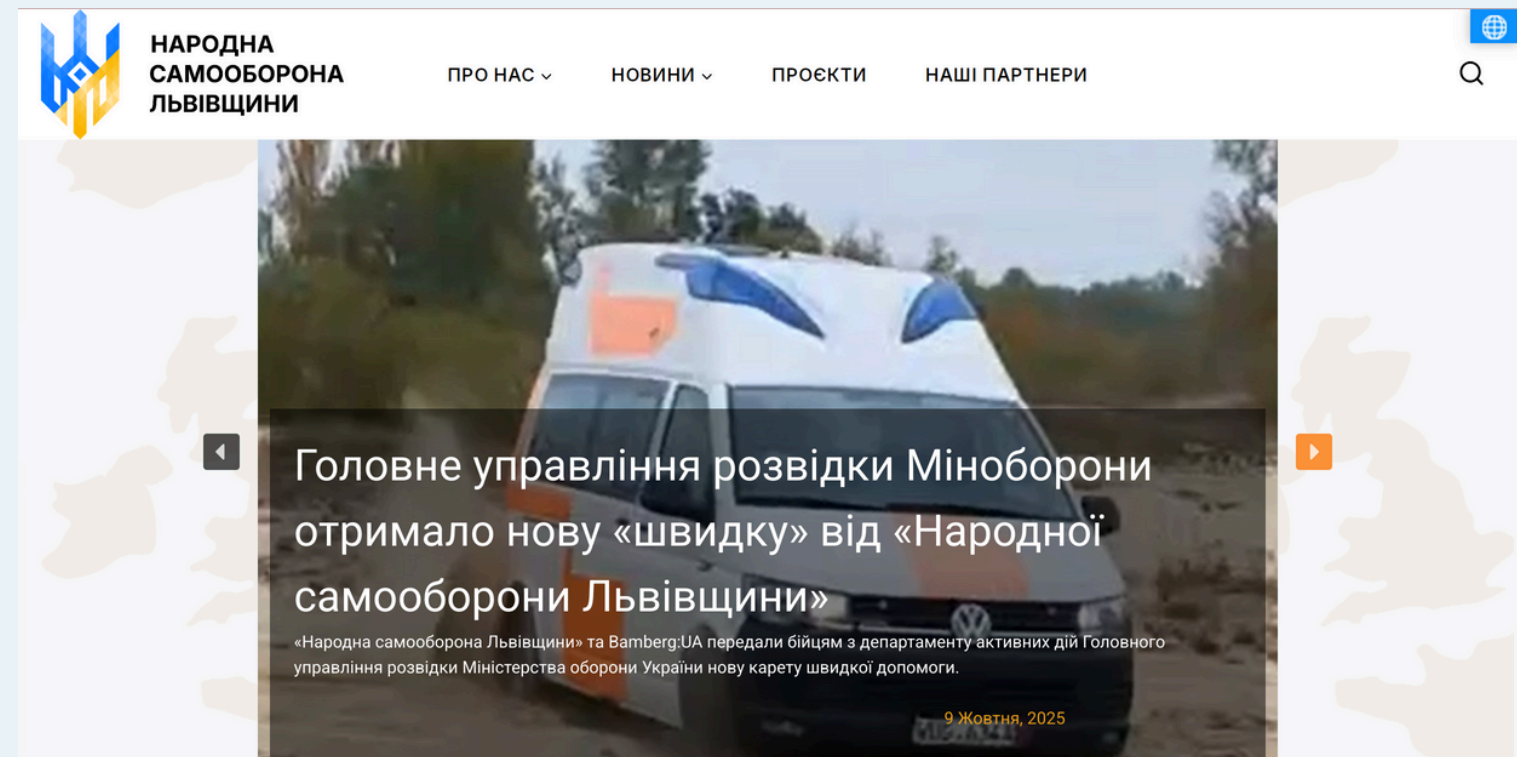 НАРОДНА
САМООБОРОНА
ЛЬВІВЩИНИ
ПРО НАС
НОВИНИ
ПРОЄКТИ
НАШІ ПАРТНЕРИ
Головне управління розвідки Міноборони
отримало нову «швидку» від «Народної
самооборони Львівщини»
«Народна самооборона Львівщини» та Bamberg:UA передали бійцям з департаменту активних дій Головного
управління розвідки Міністерства оборони України нову карету швидкої допомоги.
9 Жовтня, 2025